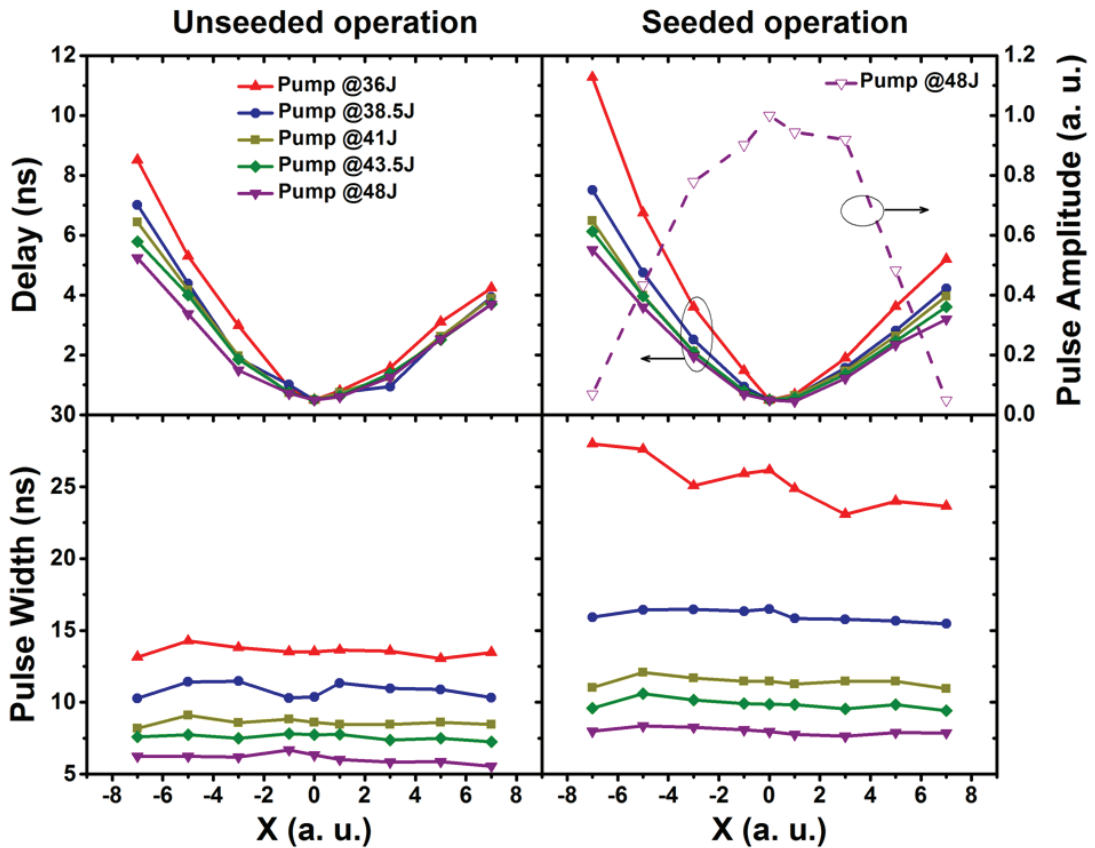 Unseeded operation
Seeded operation
12
10
8
6
4
2
30
Delay (ns)
Pump @36J
Pump @38.5J
Pump @41J
Pump @43.5J
Pump @48J
Pump @48J
1.2
1.0
0.8
0.6
0.4
0.2
0.0
Pulse Amplitude (a. u.)
25
20
15
10
5
Pulse Width (ns)
-8 -6 -4 -2 0 2 4 6 8
-8 -6 -4 -2 0 2 4 6 8
X (a. u.)
X (a. u.)